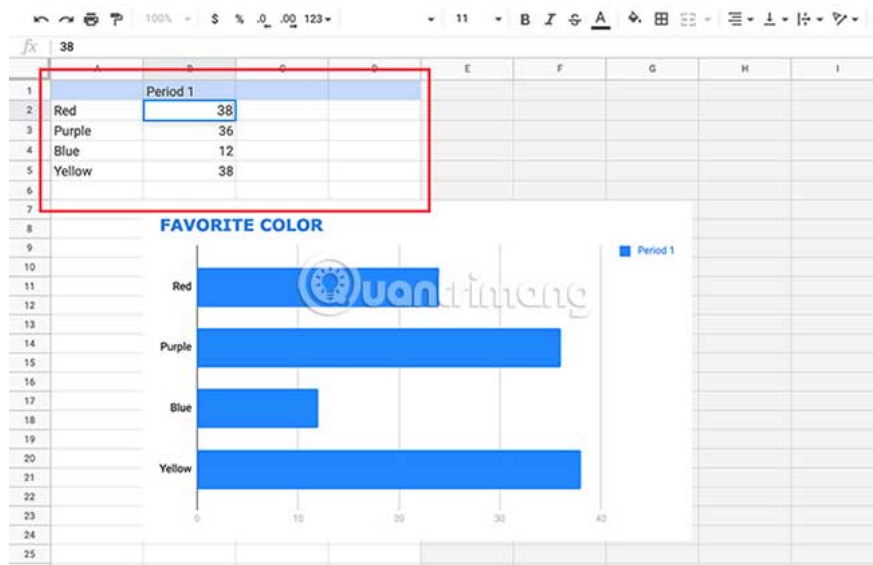 100% $ % .0 .00 123 11 B I S A
fx 38
A B C D E F G H I
1 Period 1
2 Red 38
3 Purple 36
4 Blue 12
5 Yellow 38
6
7
8 FAVORITE COLOR
9 Period 1
10
11 Red
12
13
14 Purple
15
16
17 Blue
18
19
20 Yellow
21
22
23 0 10 20 30 40
24
25
Quantrimang